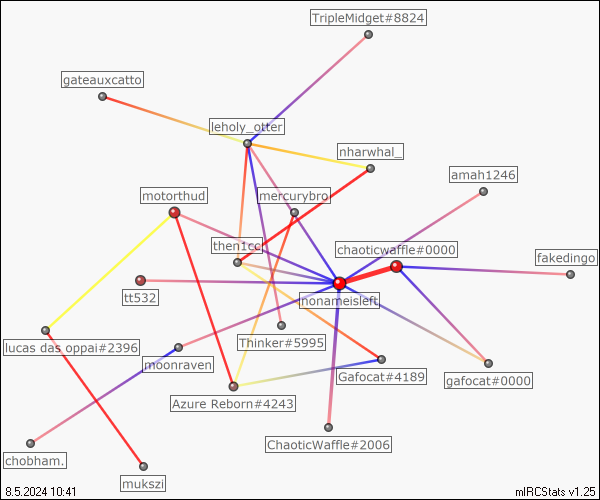 TripleMidget#8824
gateauxcatto
leholy_otter
nharwhal_
amah1246
motorthud
mercurybro
then1co
chaoticwaffle#0000
fakedingo
tt532
nonameisleft
lucas das oppai#2396
moonraven
Thinker#5995
Gafocat#4189
gafocat#0000
Azure Reborn#4243
ChaoticWaffle#2006
chobham.
mukszi
8.5.2024 10:41
mIRCStats v1.25